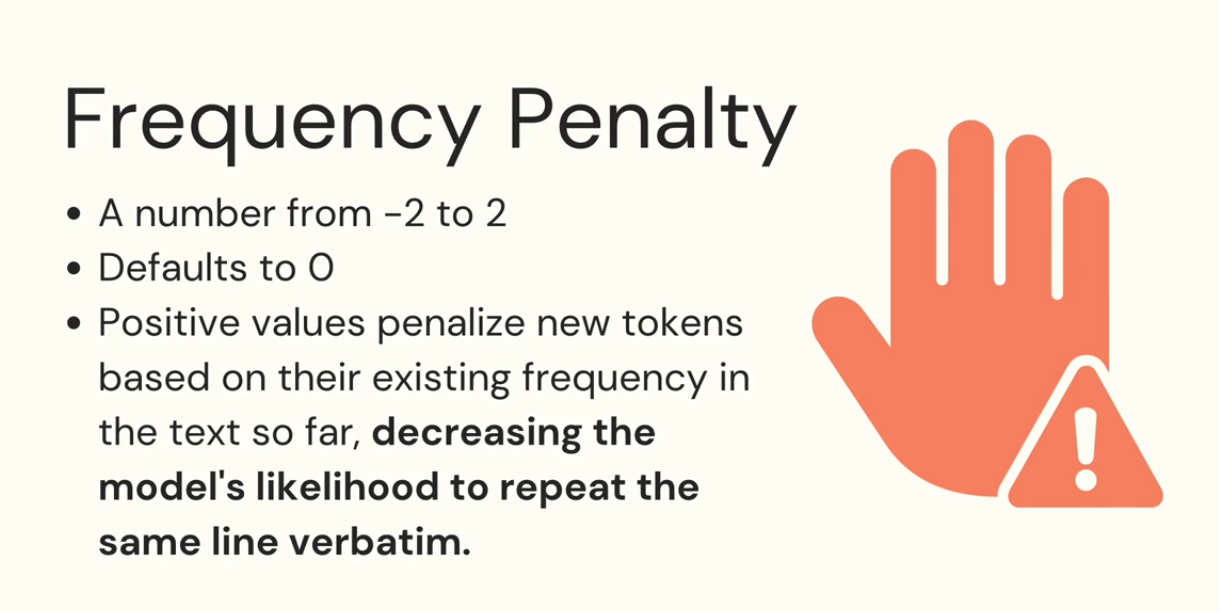 Frequency Penalty
• A number from -2 to 2
• Defaults to 0
• Positive values penalize new tokens
based on their existing frequency in
the text so far, decreasing the
model's likelihood to repeat the
same line verbatim.